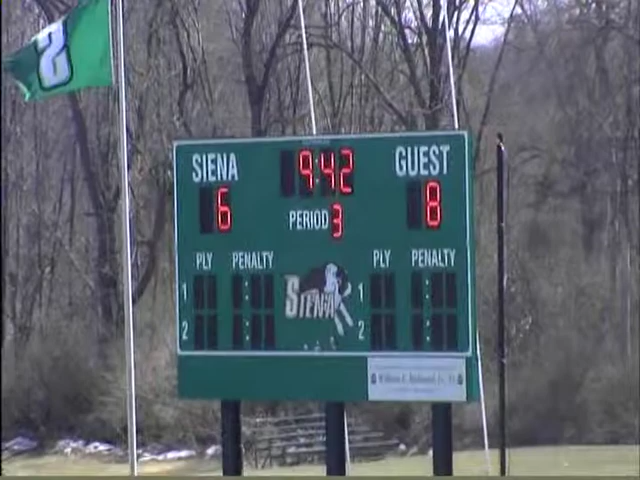 S
SIENA 9:42 GUEST
6 PERIOD 3 8
PLY PENALTY PLY PENALTY
1 SIENA 1
2 2